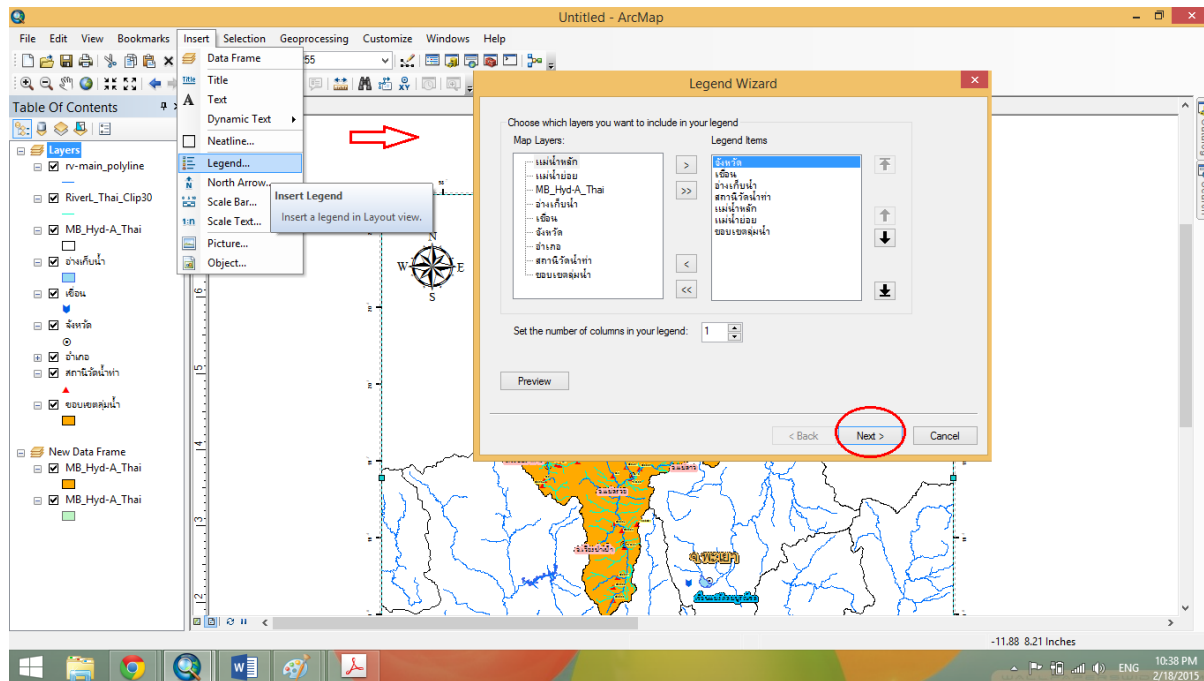 Untitled - ArcMap
File Edit View Bookmarks Insert Selection Geoprocessing Customize Windows Help
Data Frame
Title
Text
Dynamic Text
Neatline...
Legend...
North Arrow...
Scale Bar...
Scale Text...
Picture...
Object...
Insert Legend
Insert a legend in Layout view.
Table Of Contents
Layers
rv-main_polyline
RiverL_Thai_Clip30
MB_Hyd-A_Thai
อ่างเก็บน้ำ
เขื่อน
จังหวัด
อำเภอ
สถานีวัดน้ำท่า
ขอบเขตลุ่มน้ำ
New Data Frame
MB_Hyd-A_Thai
MB_Hyd-A_Thai
N
W E
S
Legend Wizard
Choose which layers you want to include in your legend
Map Layers:
แม่น้ำหลัก
แม่น้ำย่อย
MB_Hyd-A_Thai
อ่างเก็บน้ำ
เขื่อน
จังหวัด
อำเภอ
สถานีวัดน้ำท่า
ขอบเขตลุ่มน้ำ
>
>>
<
<<
Legend Items
จังหวัด
เขื่อน
อ่างเก็บน้ำ
สถานีวัดน้ำท่า
แม่น้ำหลัก
แม่น้ำย่อย
ขอบเขตลุ่มน้ำ
Set the number of columns in your legend: 1
Preview
< Back Next > Cancel
-11.88 8.21 Inches
ENG
10:38 PM
2/18/2015